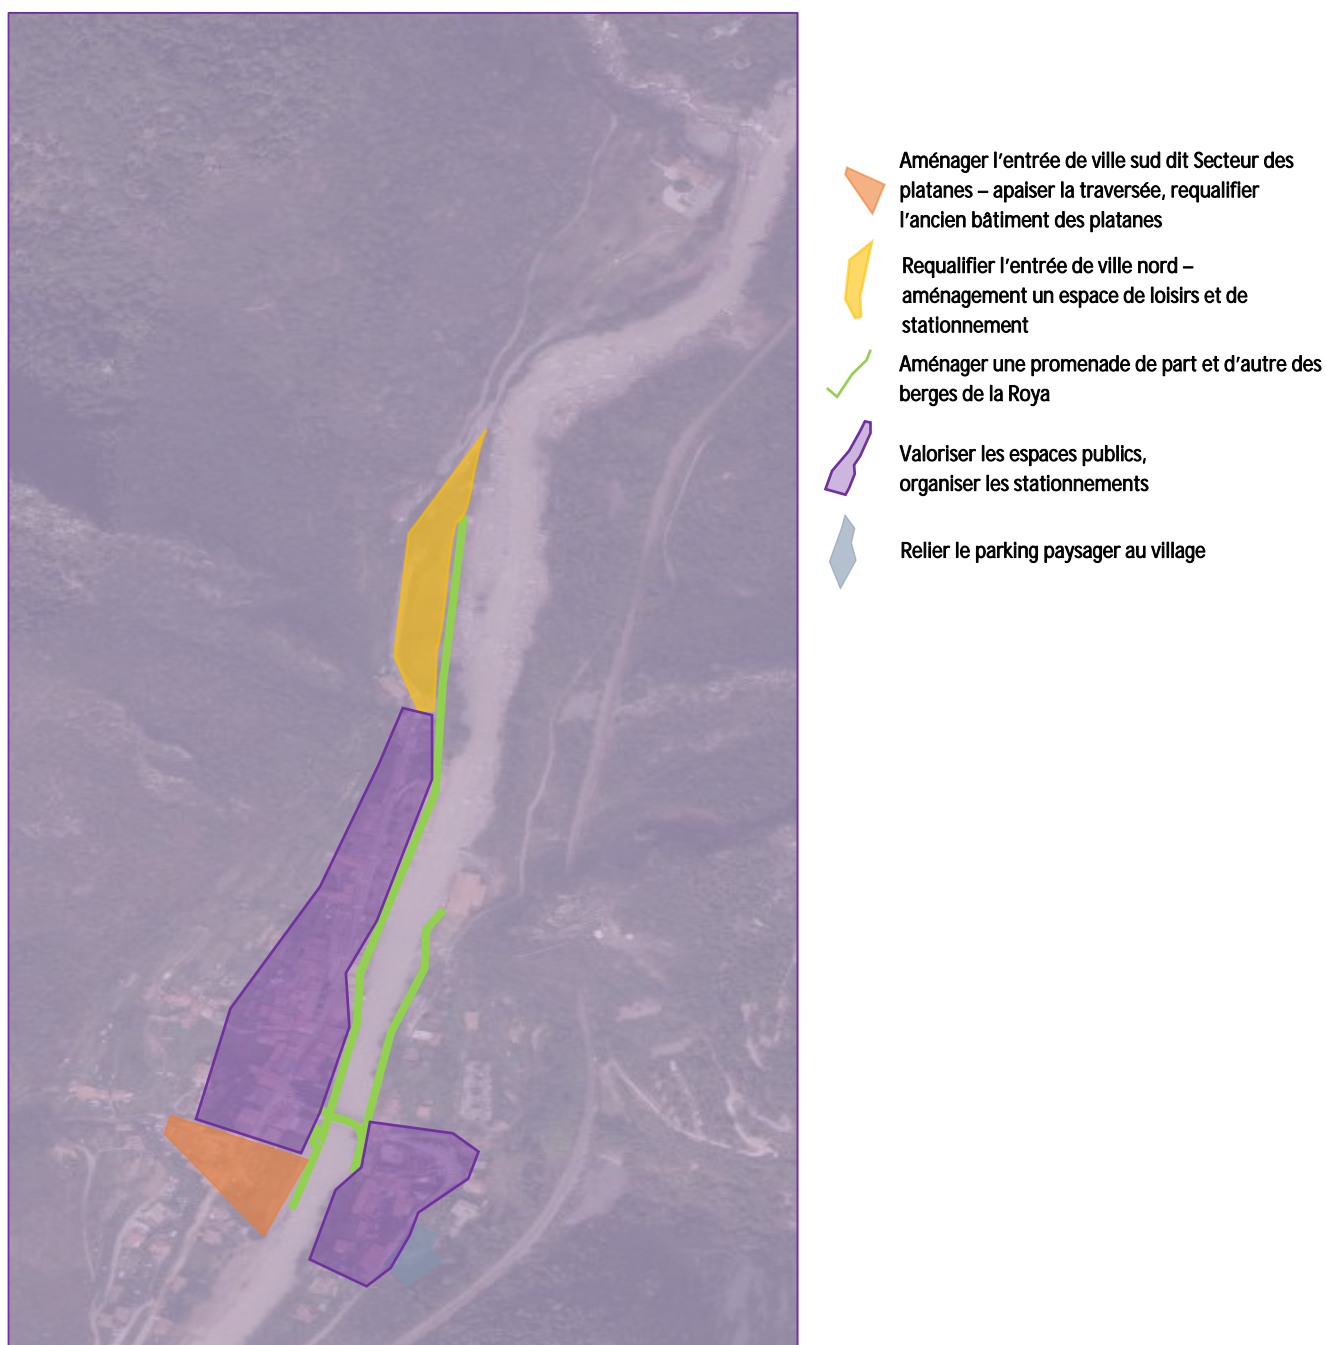 Aménager l'entrée de ville sud dit Secteur des
platanes – apaiser la traversée, requalifier
l'ancien bâtiment des platanes
Requalifier l'entrée de ville nord –
aménagement un espace de loisirs et de
stationnement
Aménager une promenade de part et d'autre des
berges de la Roya
Valoriser les espaces publics,
organiser les stationnements
Relier le parking paysager au village